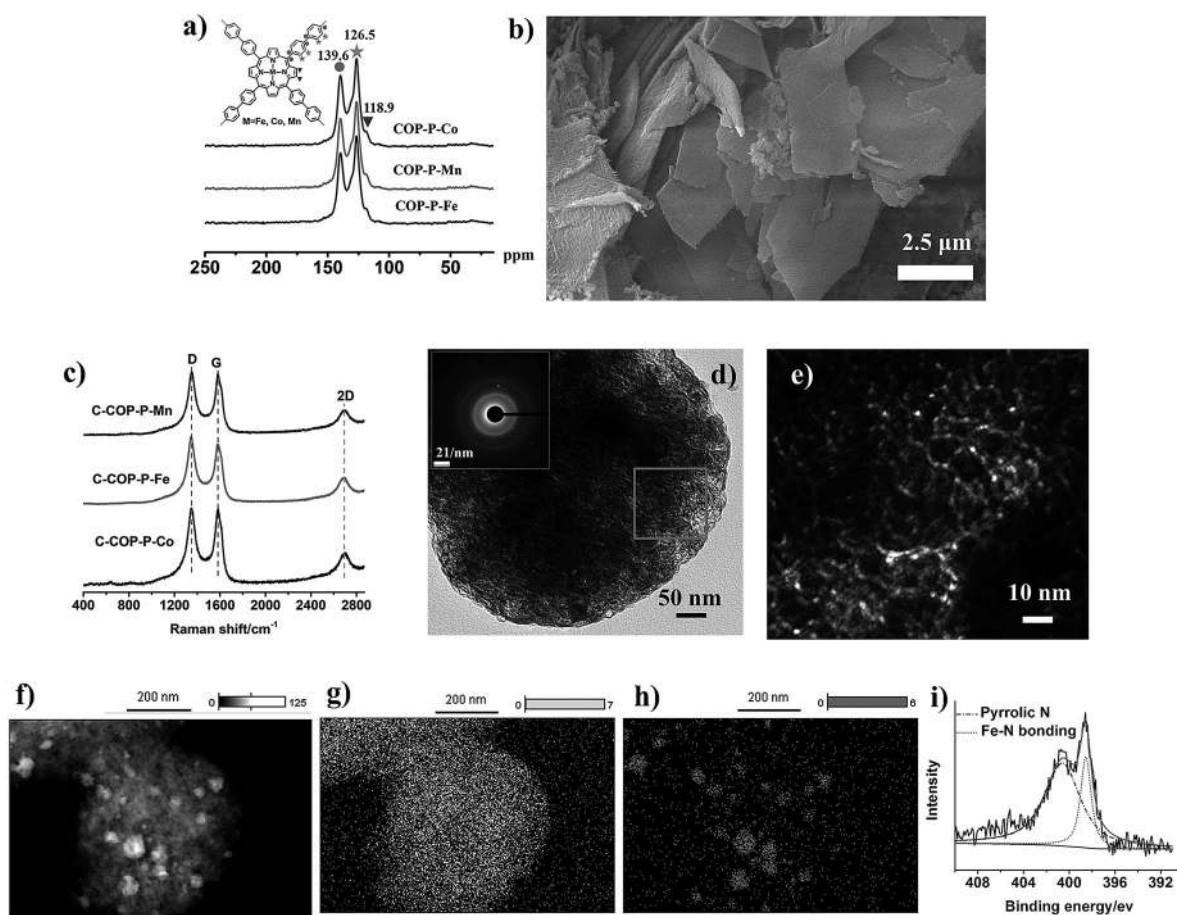 a)
139.6
126.5
118.9
M=Fe, Co, Mn
COP-P-Co
COP-P-Mn
COP-P-Fe
250 200 150 100 50 ppm
b)
2.5 μm
c)
D G 2D
C-COP-P-Mn
C-COP-P-Fe
C-COP-P-Co
400 1200 1600 2000 2400 2800
Raman shift/cm-1
d)
21/nm
50 nm
e)
10 nm
f)
200 nm
0 125
g)
200 nm
0 7
h)
200 nm
0 6
i)
Pyrrolic N
Fe-N bonding
Intensity
408 404 400 396 392
Binding energy/ev